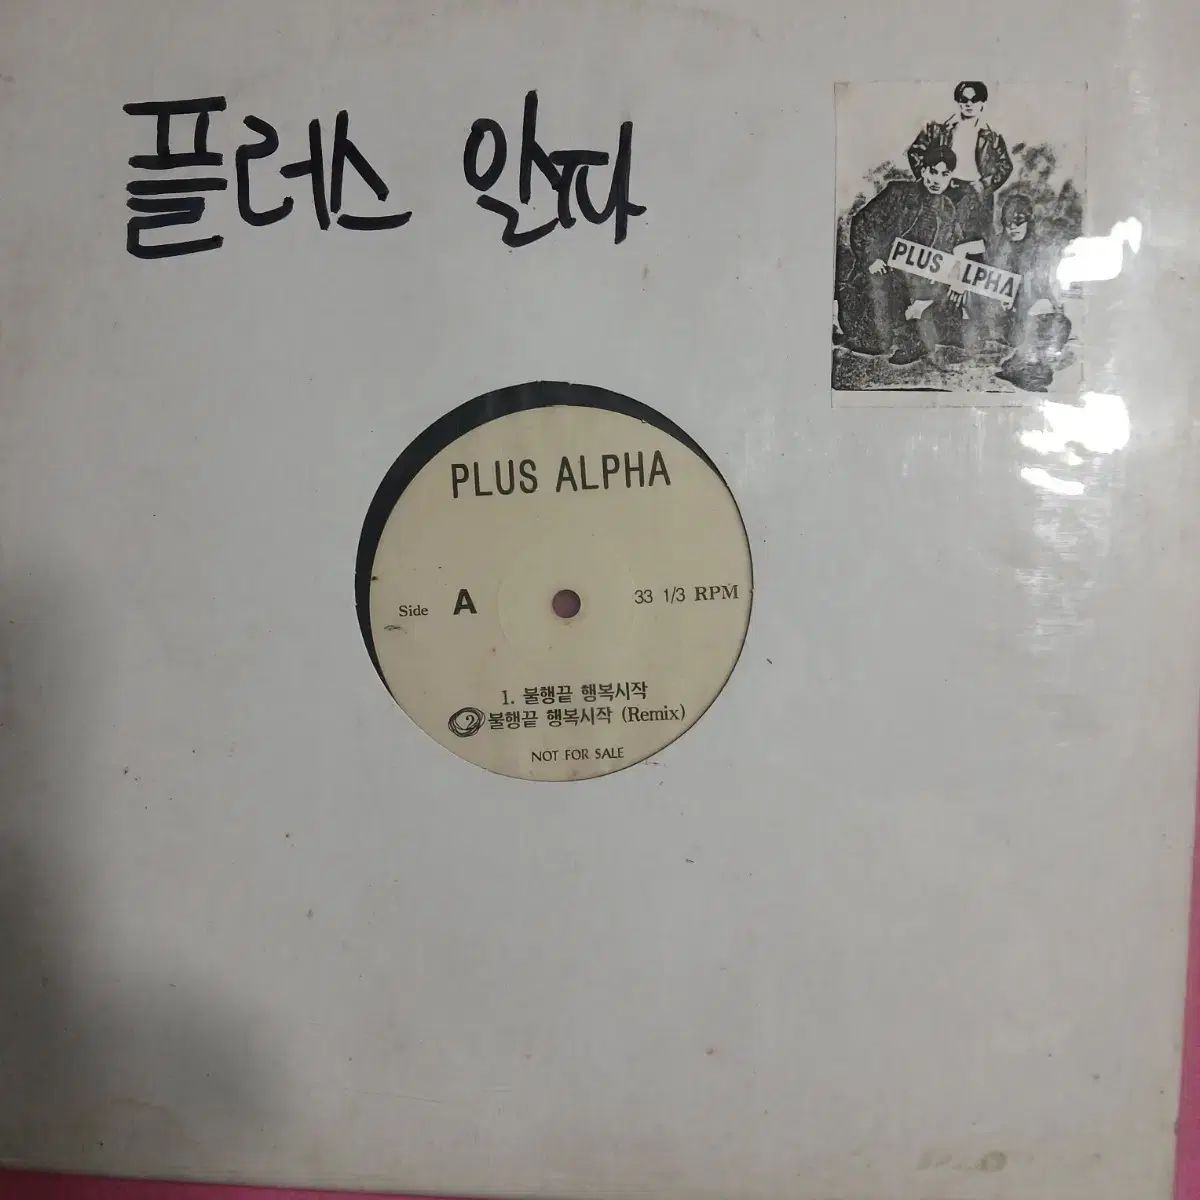 플러스 알파
PLUS ALPHA
PLUS ALPHA
Side A 33 1/3 RPM
1. 불행끝 행복시작
2 불행끝 행복시작 (Remix)
NOT FOR SALE